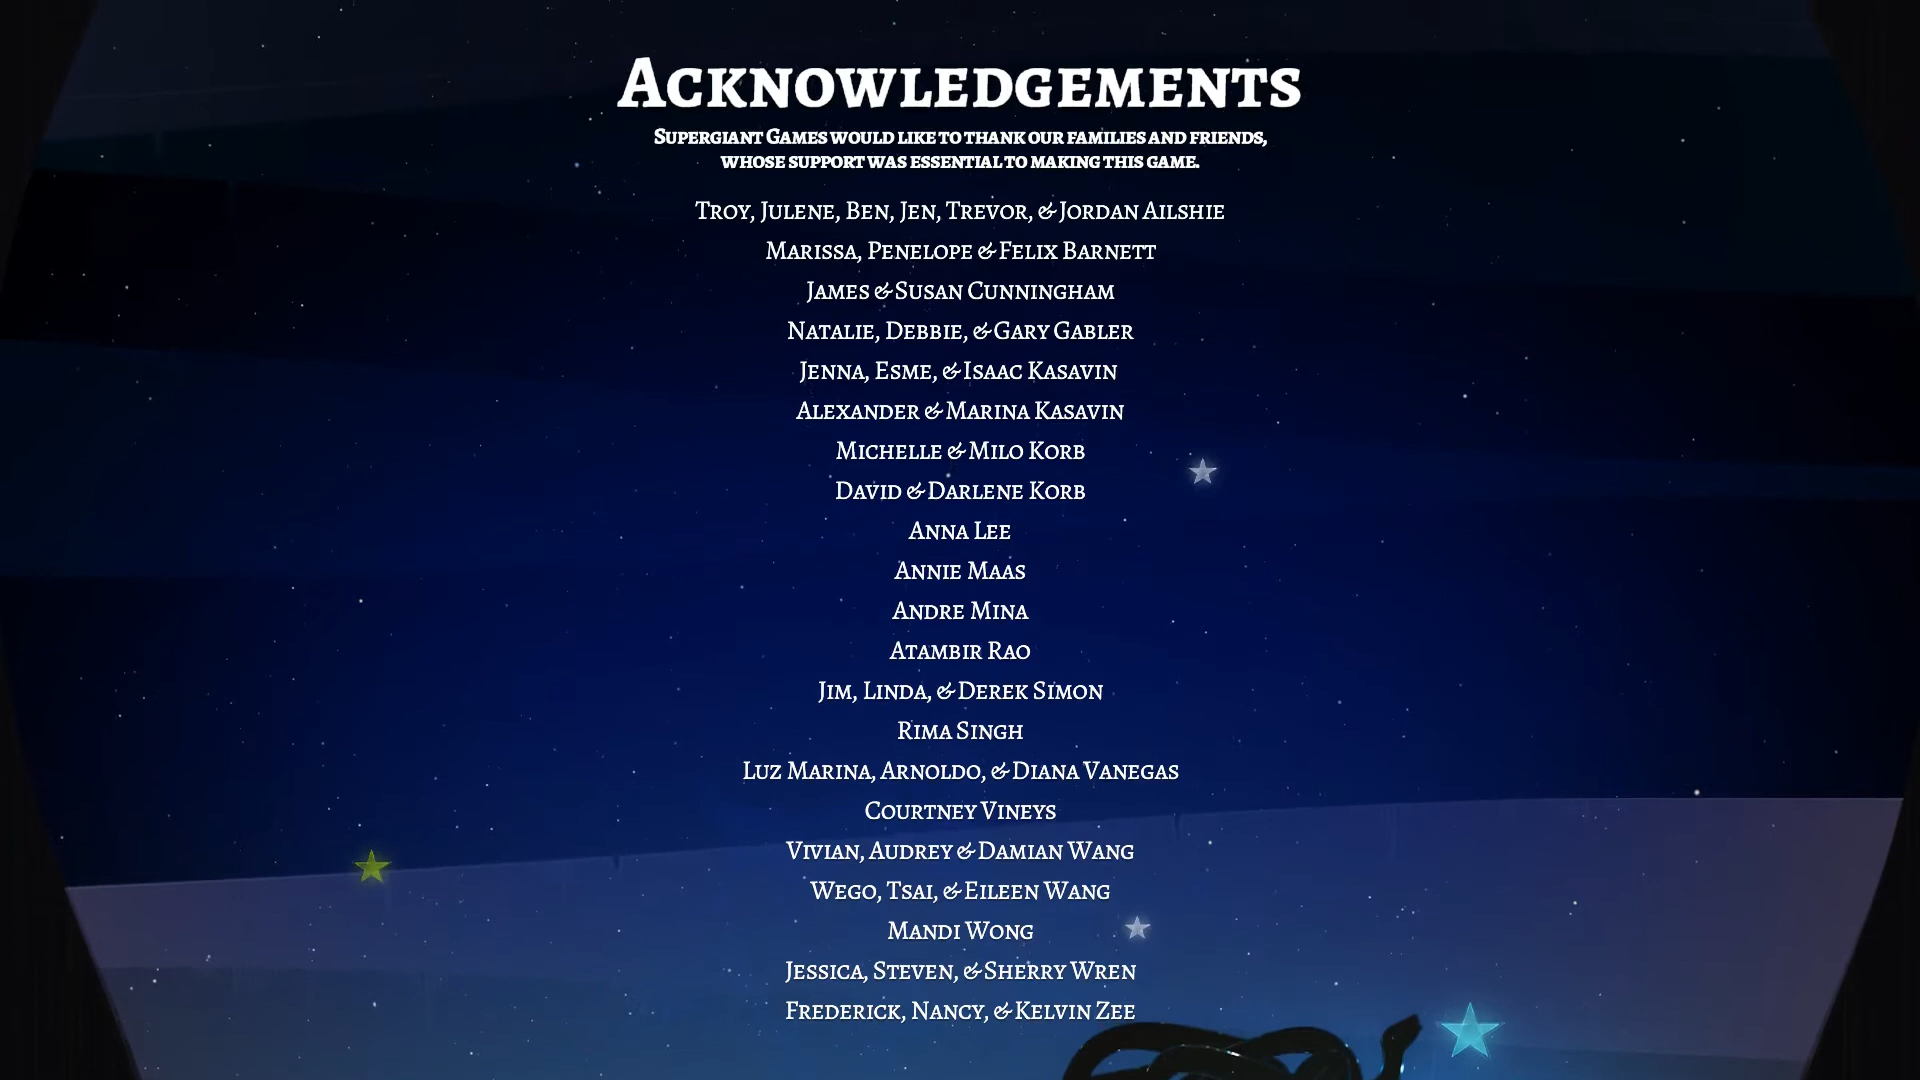 Acknowledgements
Supergiant Games would like to thank our families and friends,
whose support was essential to making this game.
Troy, Julene, Ben, Jen, Trevor, & Jordan Ailshie
Marissa, Penelope & Felix Barnett
James & Susan Cunningham
Natalie, Debbie, & Gary Gabler
Jenna, Esme, & Isaac Kasavin
Alexander & Marina Kasavin
Michelle & Milo Korb
David & Darlene Korb
Anna Lee
Annie Maas
Andre Mina
Atambir Rao
Jim, Linda, & Derek Simon
Rima Singh
Luz Marina, Arnoldo, & Diana Vanegas
Courtney Vineys
Vivian, Audrey & Damian Wang
Wego, Tsai, & Eileen Wang
Mandi Wong
Jessica, Steven, & Sherry Wren
Frederick, Nancy, & Kelvin Zee